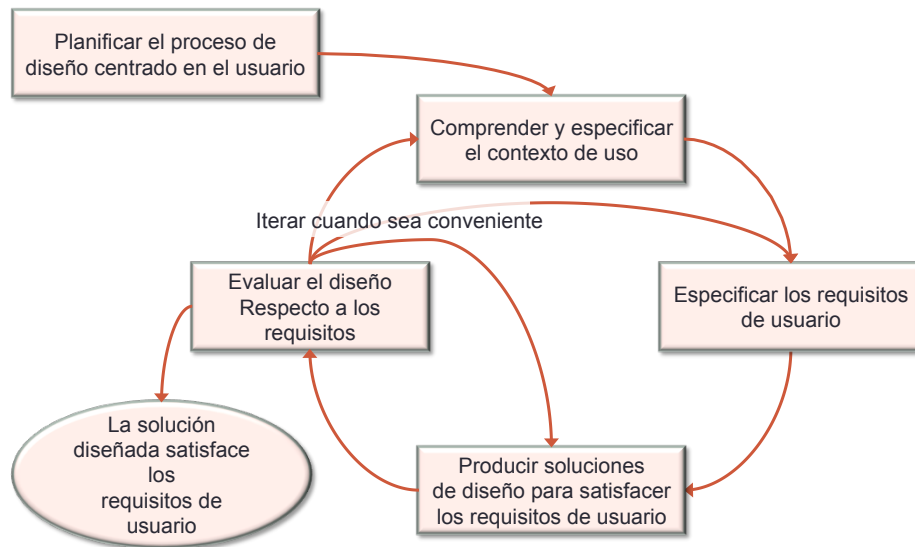 Planificar el proceso de
diseño centrado en el usuario
Comprender y especificar
el contexto de uso
Iterar cuando sea conveniente
Evaluar el diseño
Respecto a los
requisitos
Especificar los requisitos
de usuario
La solución
diseñada satisface
los
requisitos de
usuario
Producir soluciones
de diseño para satisfacer
los requisitos de usuario